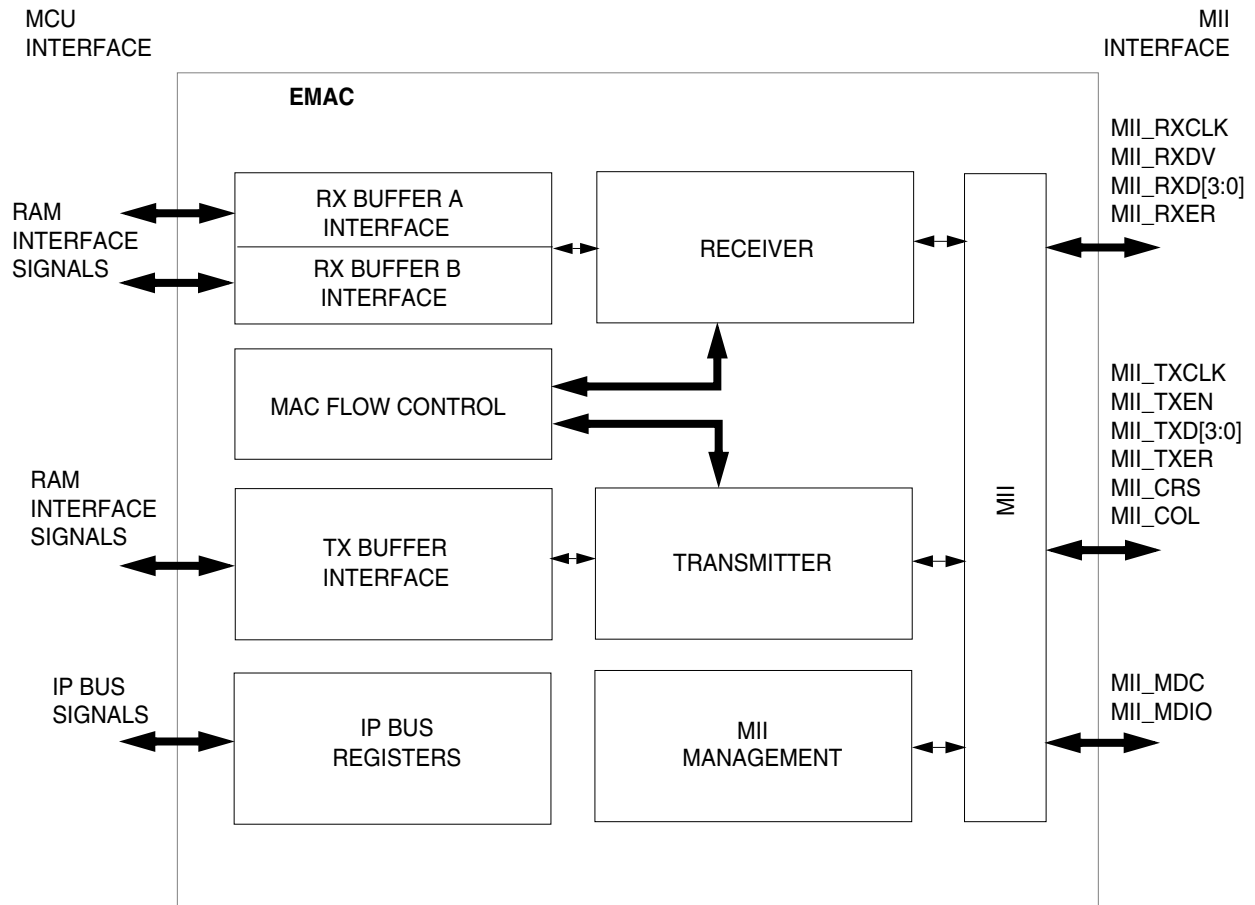 MCU
INTERFACE
MII
INTERFACE
EMAC
RAM
INTERFACE
SIGNALS
RX BUFFER A
INTERFACE
RX BUFFER B
INTERFACE
RECEIVER
MII_RXCLK
MII_RXDV
MII_RXD[3:0]
MII_RXER
MAC FLOW CONTROL
RAM
INTERFACE
SIGNALS
TX BUFFER
INTERFACE
TRANSMITTER
MII
MII_TXCLK
MII_TXEN
MII_TXD[3:0]
MII_TXER
MII_CRS
MII_COL
IP BUS
SIGNALS
IP BUS
REGISTERS
MII
MANAGEMENT
MII_MDC
MII_MDIO